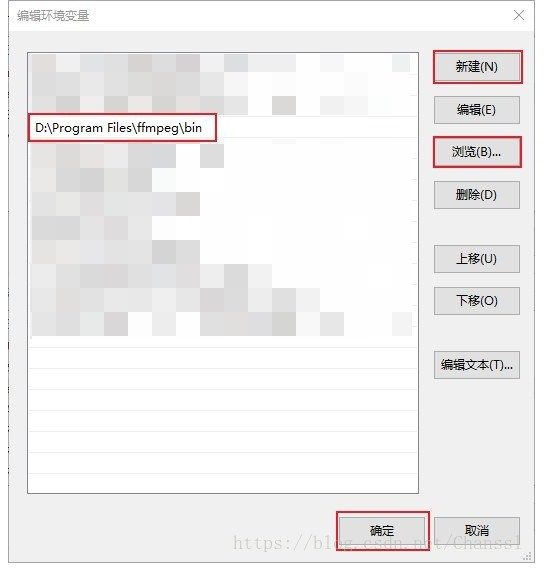 编辑环境变量
新建(N)
编辑(E)
D:\Program Files\ffmpeg\bin
浏览(B)...
删除(D)
上移(U)
下移(O)
编辑文本(T)...
确定
取消
https://blog.csdn.net/Chanssl